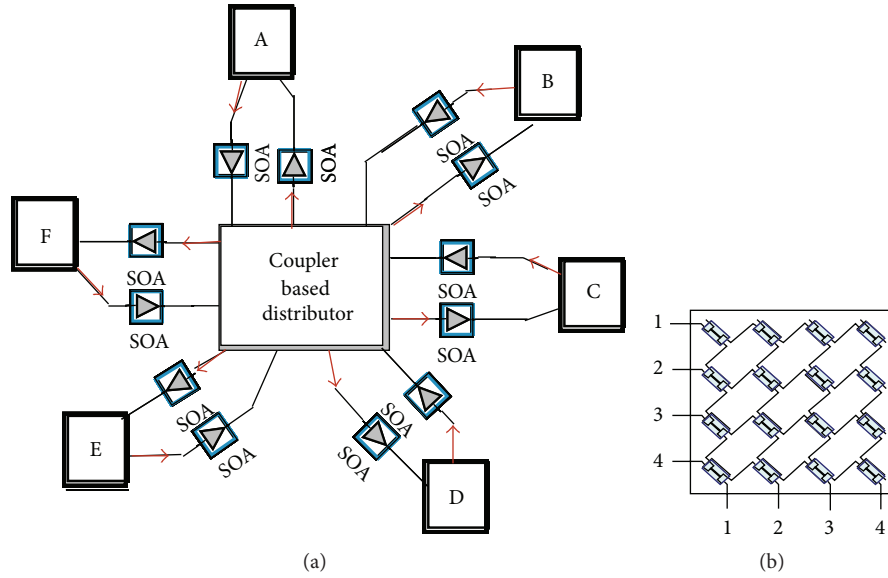 A
B
SOA
SOA
SOA
SOA
F
SOA
SOA
Coupler
based
distributor
SOA
SOA
C
E
SOA
SOA
SOA
SOA
D
(a)
1
2
3
4
1 2 3 4
(b)